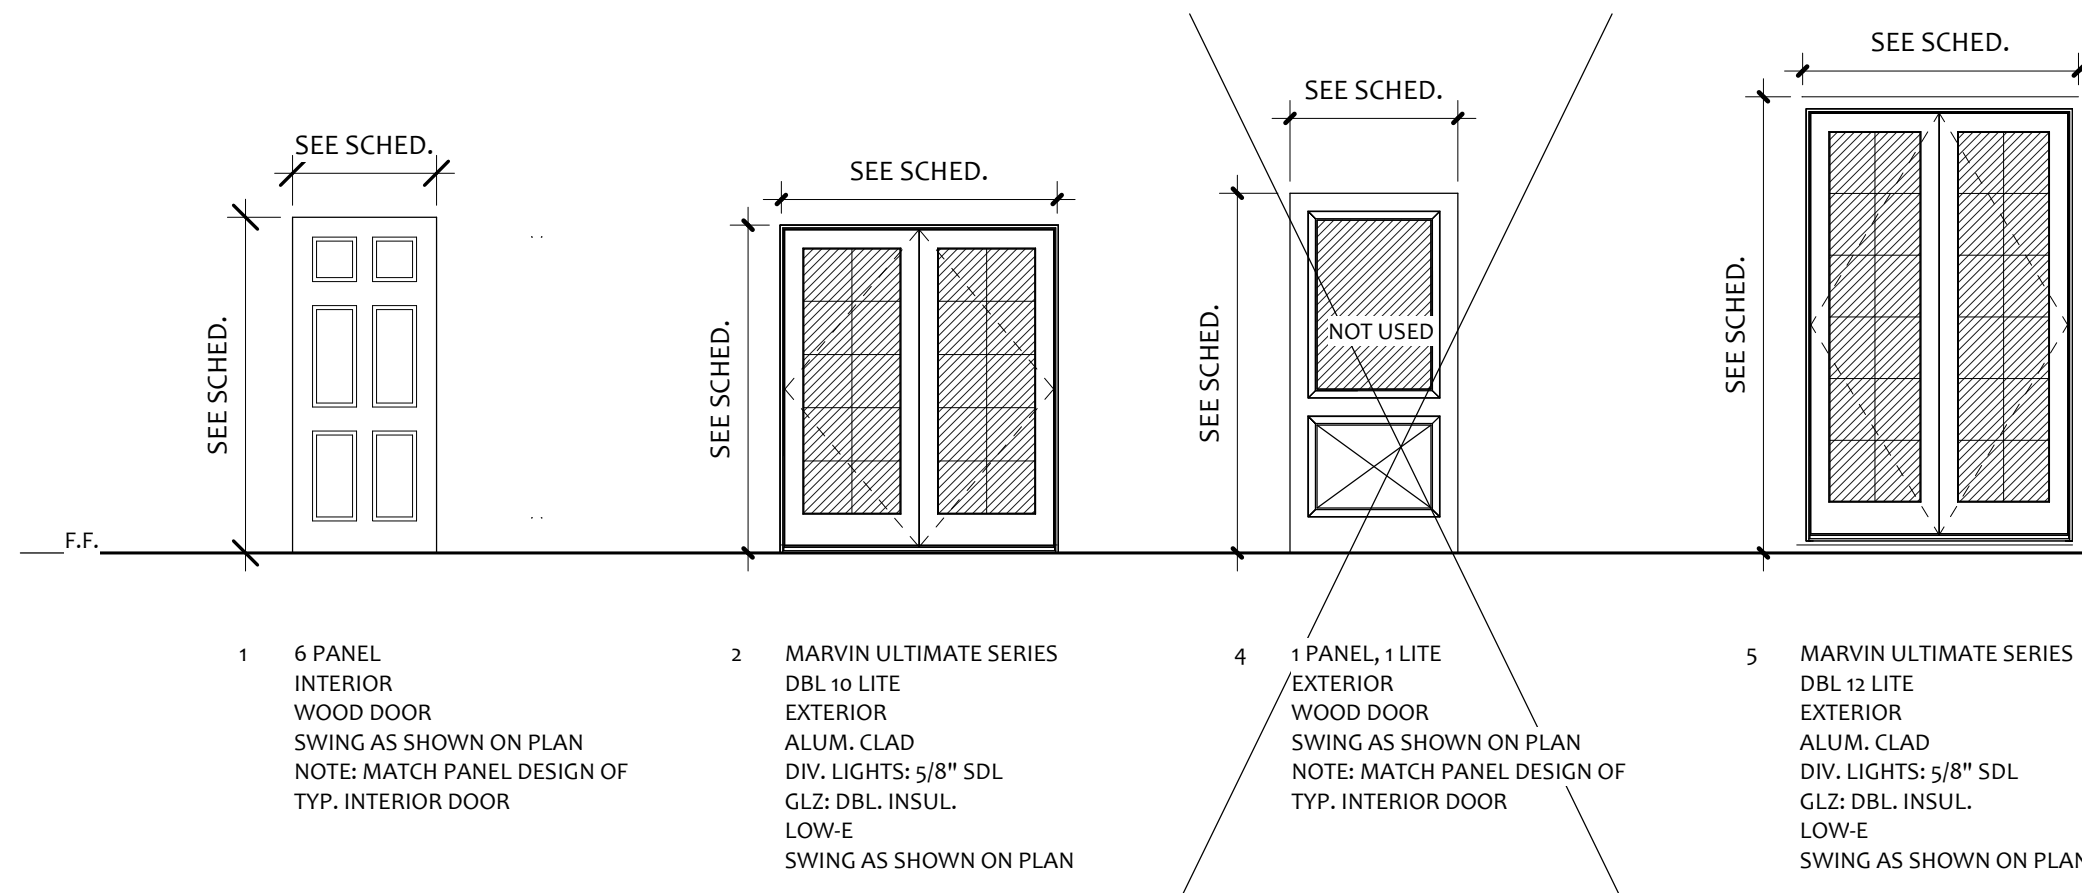 SEE SCHED.
SEE SCHED.
SEE SCHED.
SEE SCHED.
SEE SCHED.
SEE SCHED.
SEE SCHED.
SEE SCHED.
NOT USED
F.F.
1 6 PANEL
INTERIOR
WOOD DOOR
SWING AS SHOWN ON PLAN
NOTE: MATCH PANEL DESIGN OF
TYP. INTERIOR DOOR
2 MARVIN ULTIMATE SERIES
DBL 10 LITE
EXTERIOR
ALUM. CLAD
DIV. LIGHTS: 5/8" SDL
GLZ: DBL. INSUL.
LOW-E
SWING AS SHOWN ON PLAN
4 1 PANEL, 1 LITE
EXTERIOR
WOOD DOOR
SWING AS SHOWN ON PLAN
NOTE: MATCH PANEL DESIGN OF
TYP. INTERIOR DOOR
5 MARVIN ULTIMATE SERIES
DBL 12 LITE
EXTERIOR
ALUM. CLAD
DIV. LIGHTS: 5/8" SDL
GLZ: DBL. INSUL.
LOW-E
SWING AS SHOWN ON PLAN